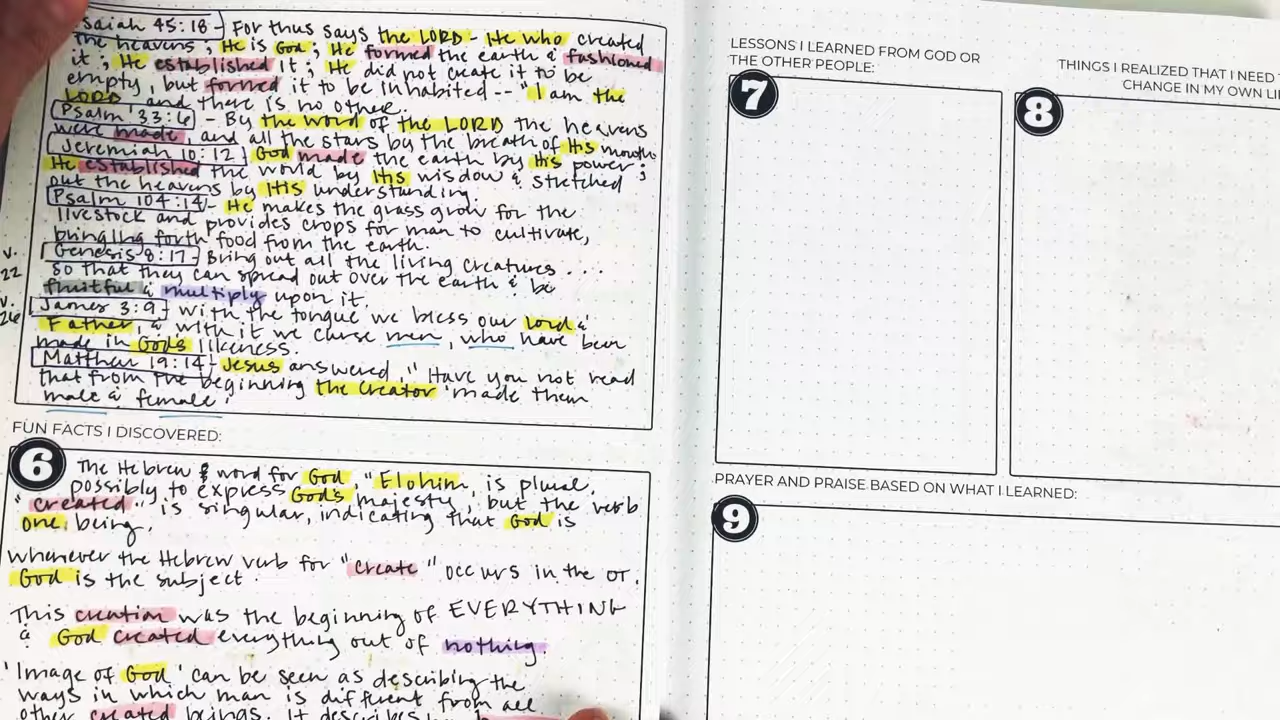 saiah 45:18 - For thus says the LORD - He who created
the heavens; He is God; He formed the earth & fashioned
it; He established it; He did not create it to be
empty, but formed it to be inhabited -- "I am the
LORD and there is no other.
Psalm 33:6 - By the word of the LORD the heavens
were made, and all the stars by the breath of His mouth.
Jeremiah 10:12 God made the earth by His power;
He established the world by His wisdom & stretched
out the heavens by His understanding.
Psalm 104:14 - He makes the grass grow for the
livestock and provides crops for man to cultivate,
bringing forth food from the earth.
v. 22
Genesis 8:17 - Bring out all the living creatures ....
so that they can spread out over the earth & be
fruitful & multiply upon it.
v. 26
James 3:9 - with the tongue we bless our Lord &
Father, & with it we curse men, who have been
made in God's likeness.
Matthew 19:14 - Jesus answered, "Have you not read
that from the beginning the Creator 'made them
male & female'
FUN FACTS I DISCOVERED:
6
The Hebrew word for God, "Elohim, is plural,
possibly to express God's majesty, but the verb
"created" is singular, indicating that God is
one being.
whenever the Hebrew verb for "create" occurs in the OT,
God is the subject.
This creation was the beginning of EVERYTHING
& God created everything out of nothing.
'Image of God' can be seen as describing the
ways in which man is different from all
other created beings. It describes
LESSONS I LEARNED FROM GOD OR
THE OTHER PEOPLE:
7
THINGS I REALIZED THAT I NEED
CHANGE IN MY OWN LI
8
PRAYER AND PRAISE BASED ON WHAT I LEARNED:
9